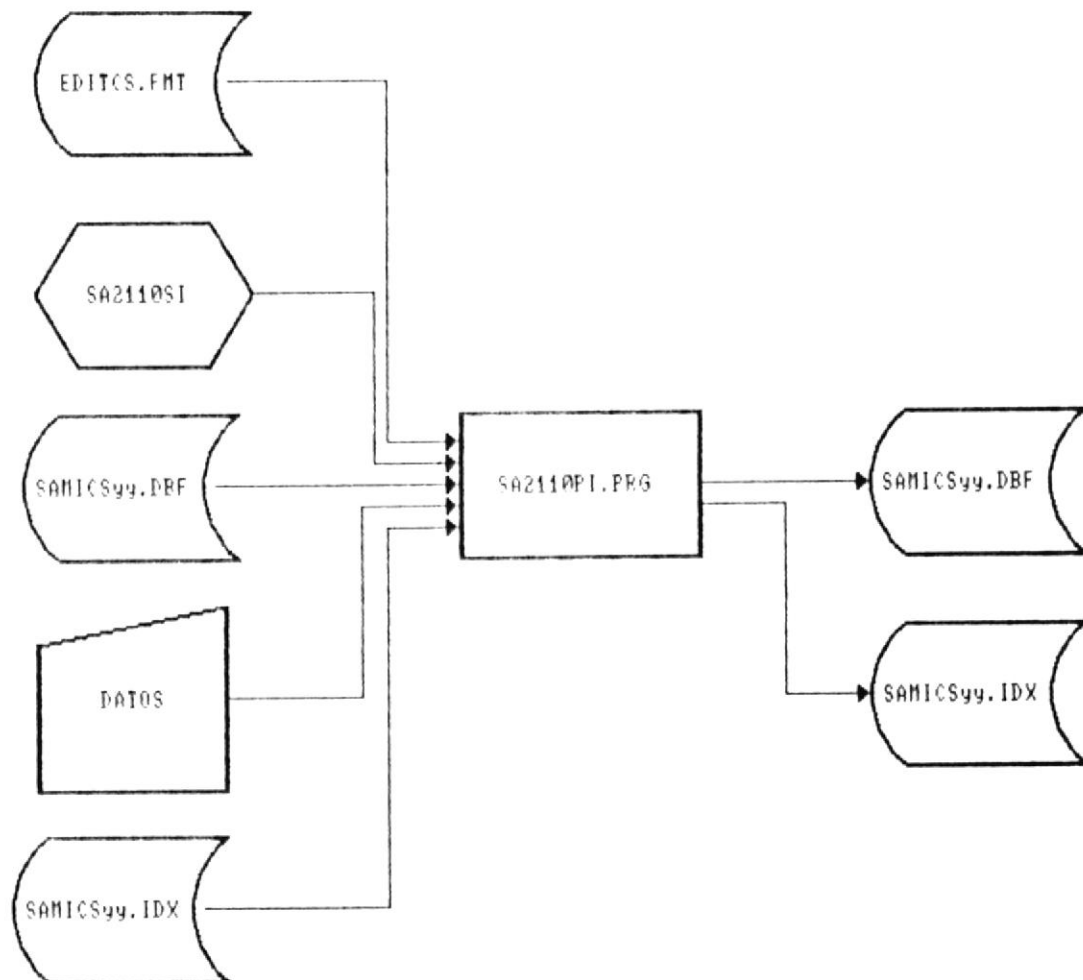 EDITCS.FMT
SA2110SI
SAMICSyy.DBF
SA2110PI.PRG
SAMICSyy.DBF
DATOS
SAMICSyy.IDX
SAMICSyy.IDX